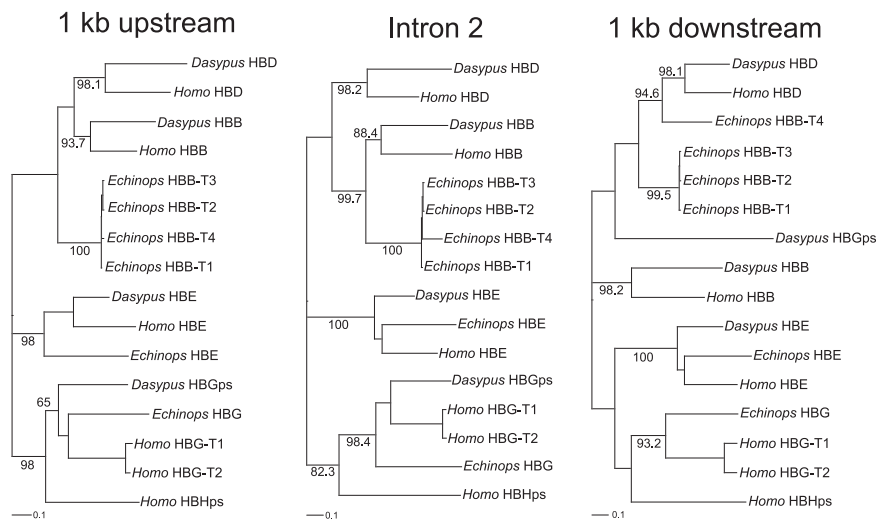 1 kb upstream
Dasypus HBD
98.1
Homo HBD
Dasypus HBB
93.7
Homo HBB
Echinops HBB-T3
Echinops HBB-T2
Echinops HBB-T4
100
Echinops HBB-T1
Dasypus HBE
Homo HBE
98
Echinops HBE
Dasypus HBGps
65
Echinops HBG
Homo HBG-T1
98
Homo HBG-T2
Homo HBHps
0.1
Intron 2
Dasypus HBD
98.2
Homo HBD
Dasypus HBB
88.4
Homo HBB
Echinops HBB-T3
99.7
Echinops HBB-T2
Echinops HBB-T4
100
Echinops HBB-T1
Dasypus HBE
100
Echinops HBE
Homo HBE
Dasypus HBGps
Homo HBG-T1
98.4
Homo HBG-T2
Echinops HBG
82.3
Homo HBHps
0.1
1 kb downstream
Dasypus HBD
98.1
94.6
Homo HBD
Echinops HBB-T4
Echinops HBB-T3
Echinops HBB-T2
99.5
Echinops HBB-T1
Dasypus HBGps
Dasypus HBB
98.2
Homo HBB
Dasypus HBE
100
Echinops HBE
Homo HBE
Echinops HBG
93.2
Homo HBG-T1
Homo HBG-T2
Homo HBHps
0.1